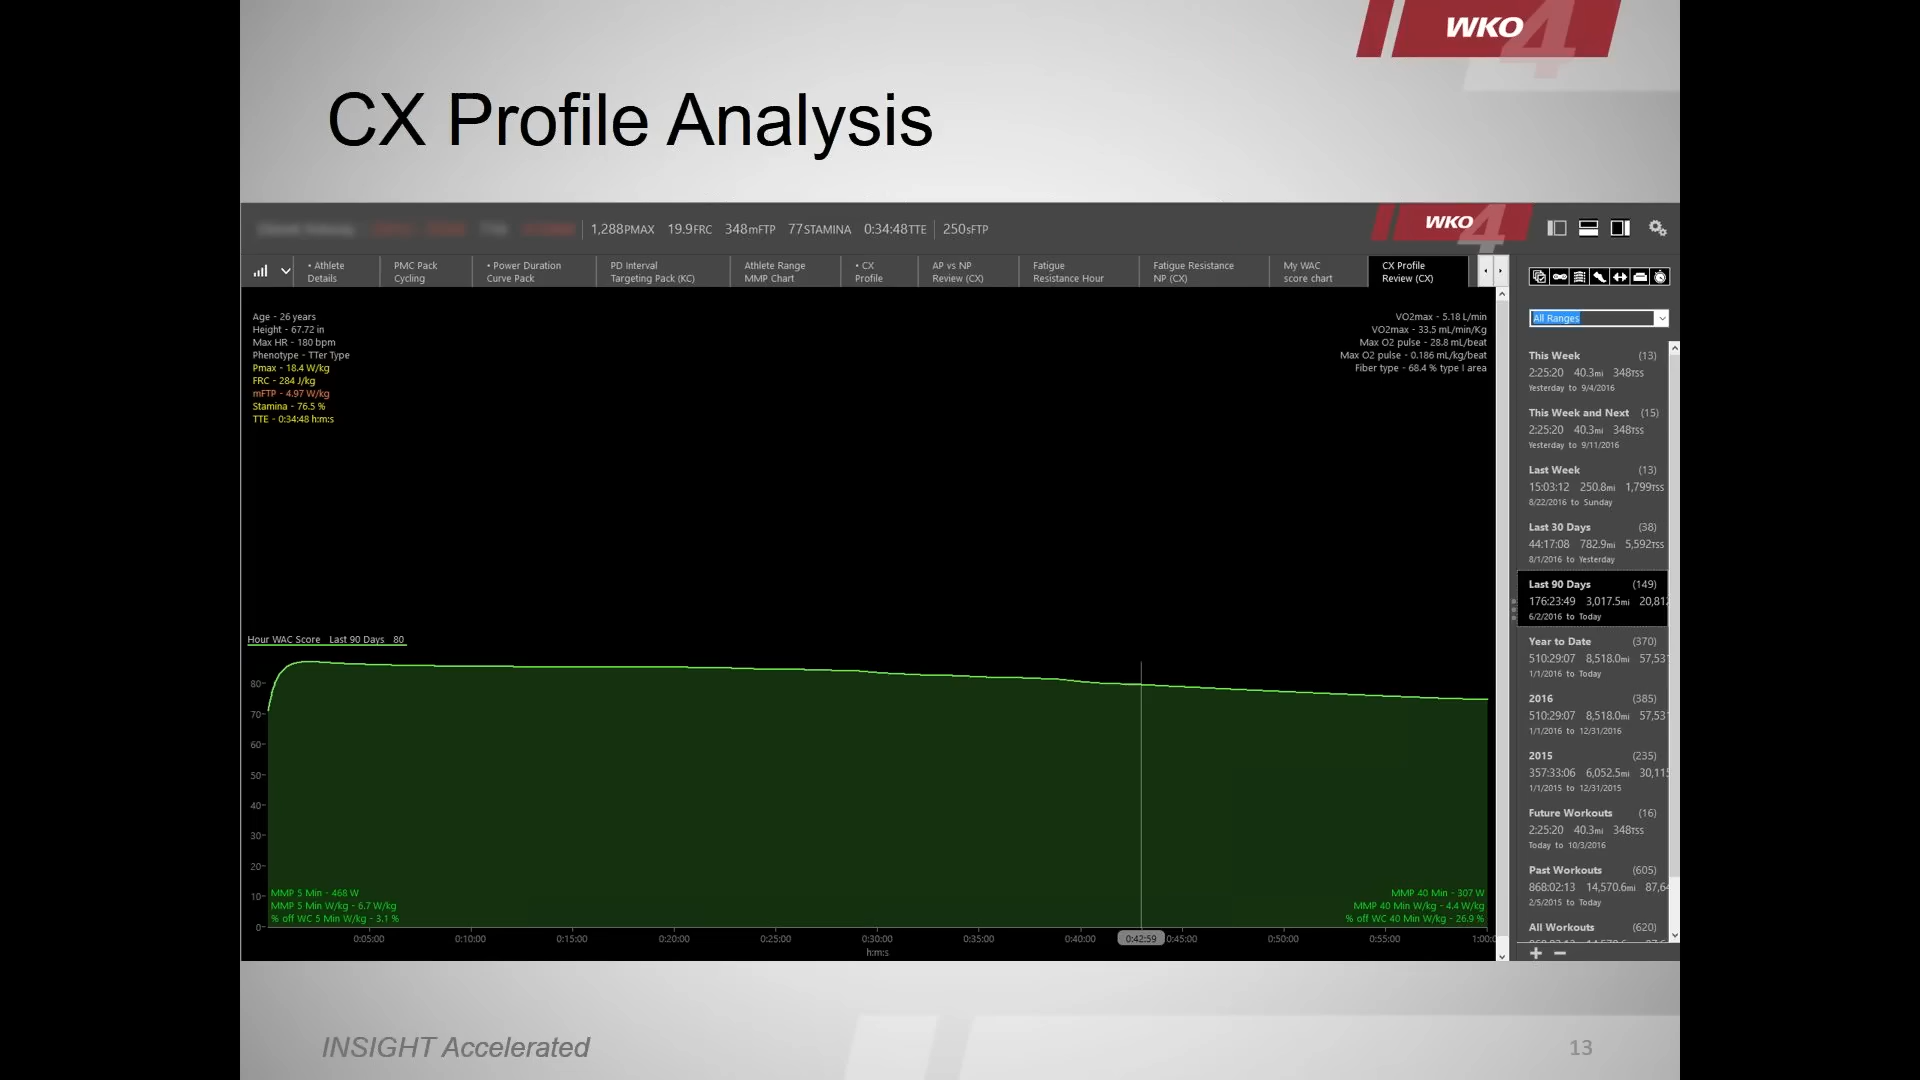 WKO 4
CX Profile Analysis
1,288PMAX 19.9FRC 348mFTP 77STAMINA 0:34:48TTE 250sFTP
WKO 4
• Athlete Details
PMC Pack Cycling
• Power Duration Curve Pack
PD Interval Targeting Pack (KC)
Athlete Range MMP Chart
• CX Profile
AP vs NP Review (CX)
Fatigue Resistance Hour
Fatigue Resistance NP (CX)
My WAC score chart
CX Profile Review (CX)
Age - 26 years
Height - 67.72 in
Max HR - 180 bpm
Phenotype - TTer Type
Pmax - 18.4 W/kg
FRC - 284 J/kg
mFTP - 4.97 W/kg
Stamina - 76.5 %
TTE - 0:34:48 h:m:s
VO2max - 5.18 L/min
VO2max - 33.5 mL/min/Kg
Max O2 pulse - 28.8 mL/beat
Max O2 pulse - 0.186 mL/kg/beat
Fiber type - 68.4 % type I area
Hour WAC Score Last 90 Days 80
80
70
60
50
40
30
20
10
0
MMP 5 Min - 468 W
MMP 5 Min W/kg - 6.7 W/kg
% off WC 5 Min W/kg - 3.1 %
MMP 40 Min - 307 W
MMP 40 Min W/kg - 4.4 W/kg
% off WC 40 Min W/kg - 26.9 %
0:05:00 0:10:00 0:15:00 0:20:00 0:25:00 0:30:00 0:35:00 0:40:00 0:42:59 0:45:00 0:50:00 0:55:00 1:00:0
h:m:s
All Ranges
This Week (13)
2:25:20 40.3mi 348TSS
Yesterday to 9/4/2016
This Week and Next (15)
2:25:20 40.3mi 348TSS
Yesterday to 9/11/2016
Last Week (13)
15:03:12 250.8mi 1,799TSS
8/22/2016 to Sunday
Last 30 Days (38)
44:17:08 782.9mi 5,592TSS
8/1/2016 to Yesterday
Last 90 Days (149)
176:23:49 3,017.5mi 20,81
6/2/2016 to Today
Year to Date (370)
510:29:07 8,518.0mi 57,53
1/1/2016 to Today
2016 (385)
510:29:07 8,518.0mi 57,53
1/1/2016 to 12/31/2016
2015 (235)
357:33:06 6,052.5mi 30,11
1/1/2015 to 12/31/2015
Future Workouts (16)
2:25:20 40.3mi 348TSS
Today to 10/3/2016
Past Workouts (605)
868:02:13 14,570.6mi 87,6
2/5/2015 to Today
All Workouts (620)
INSIGHT Accelerated
13